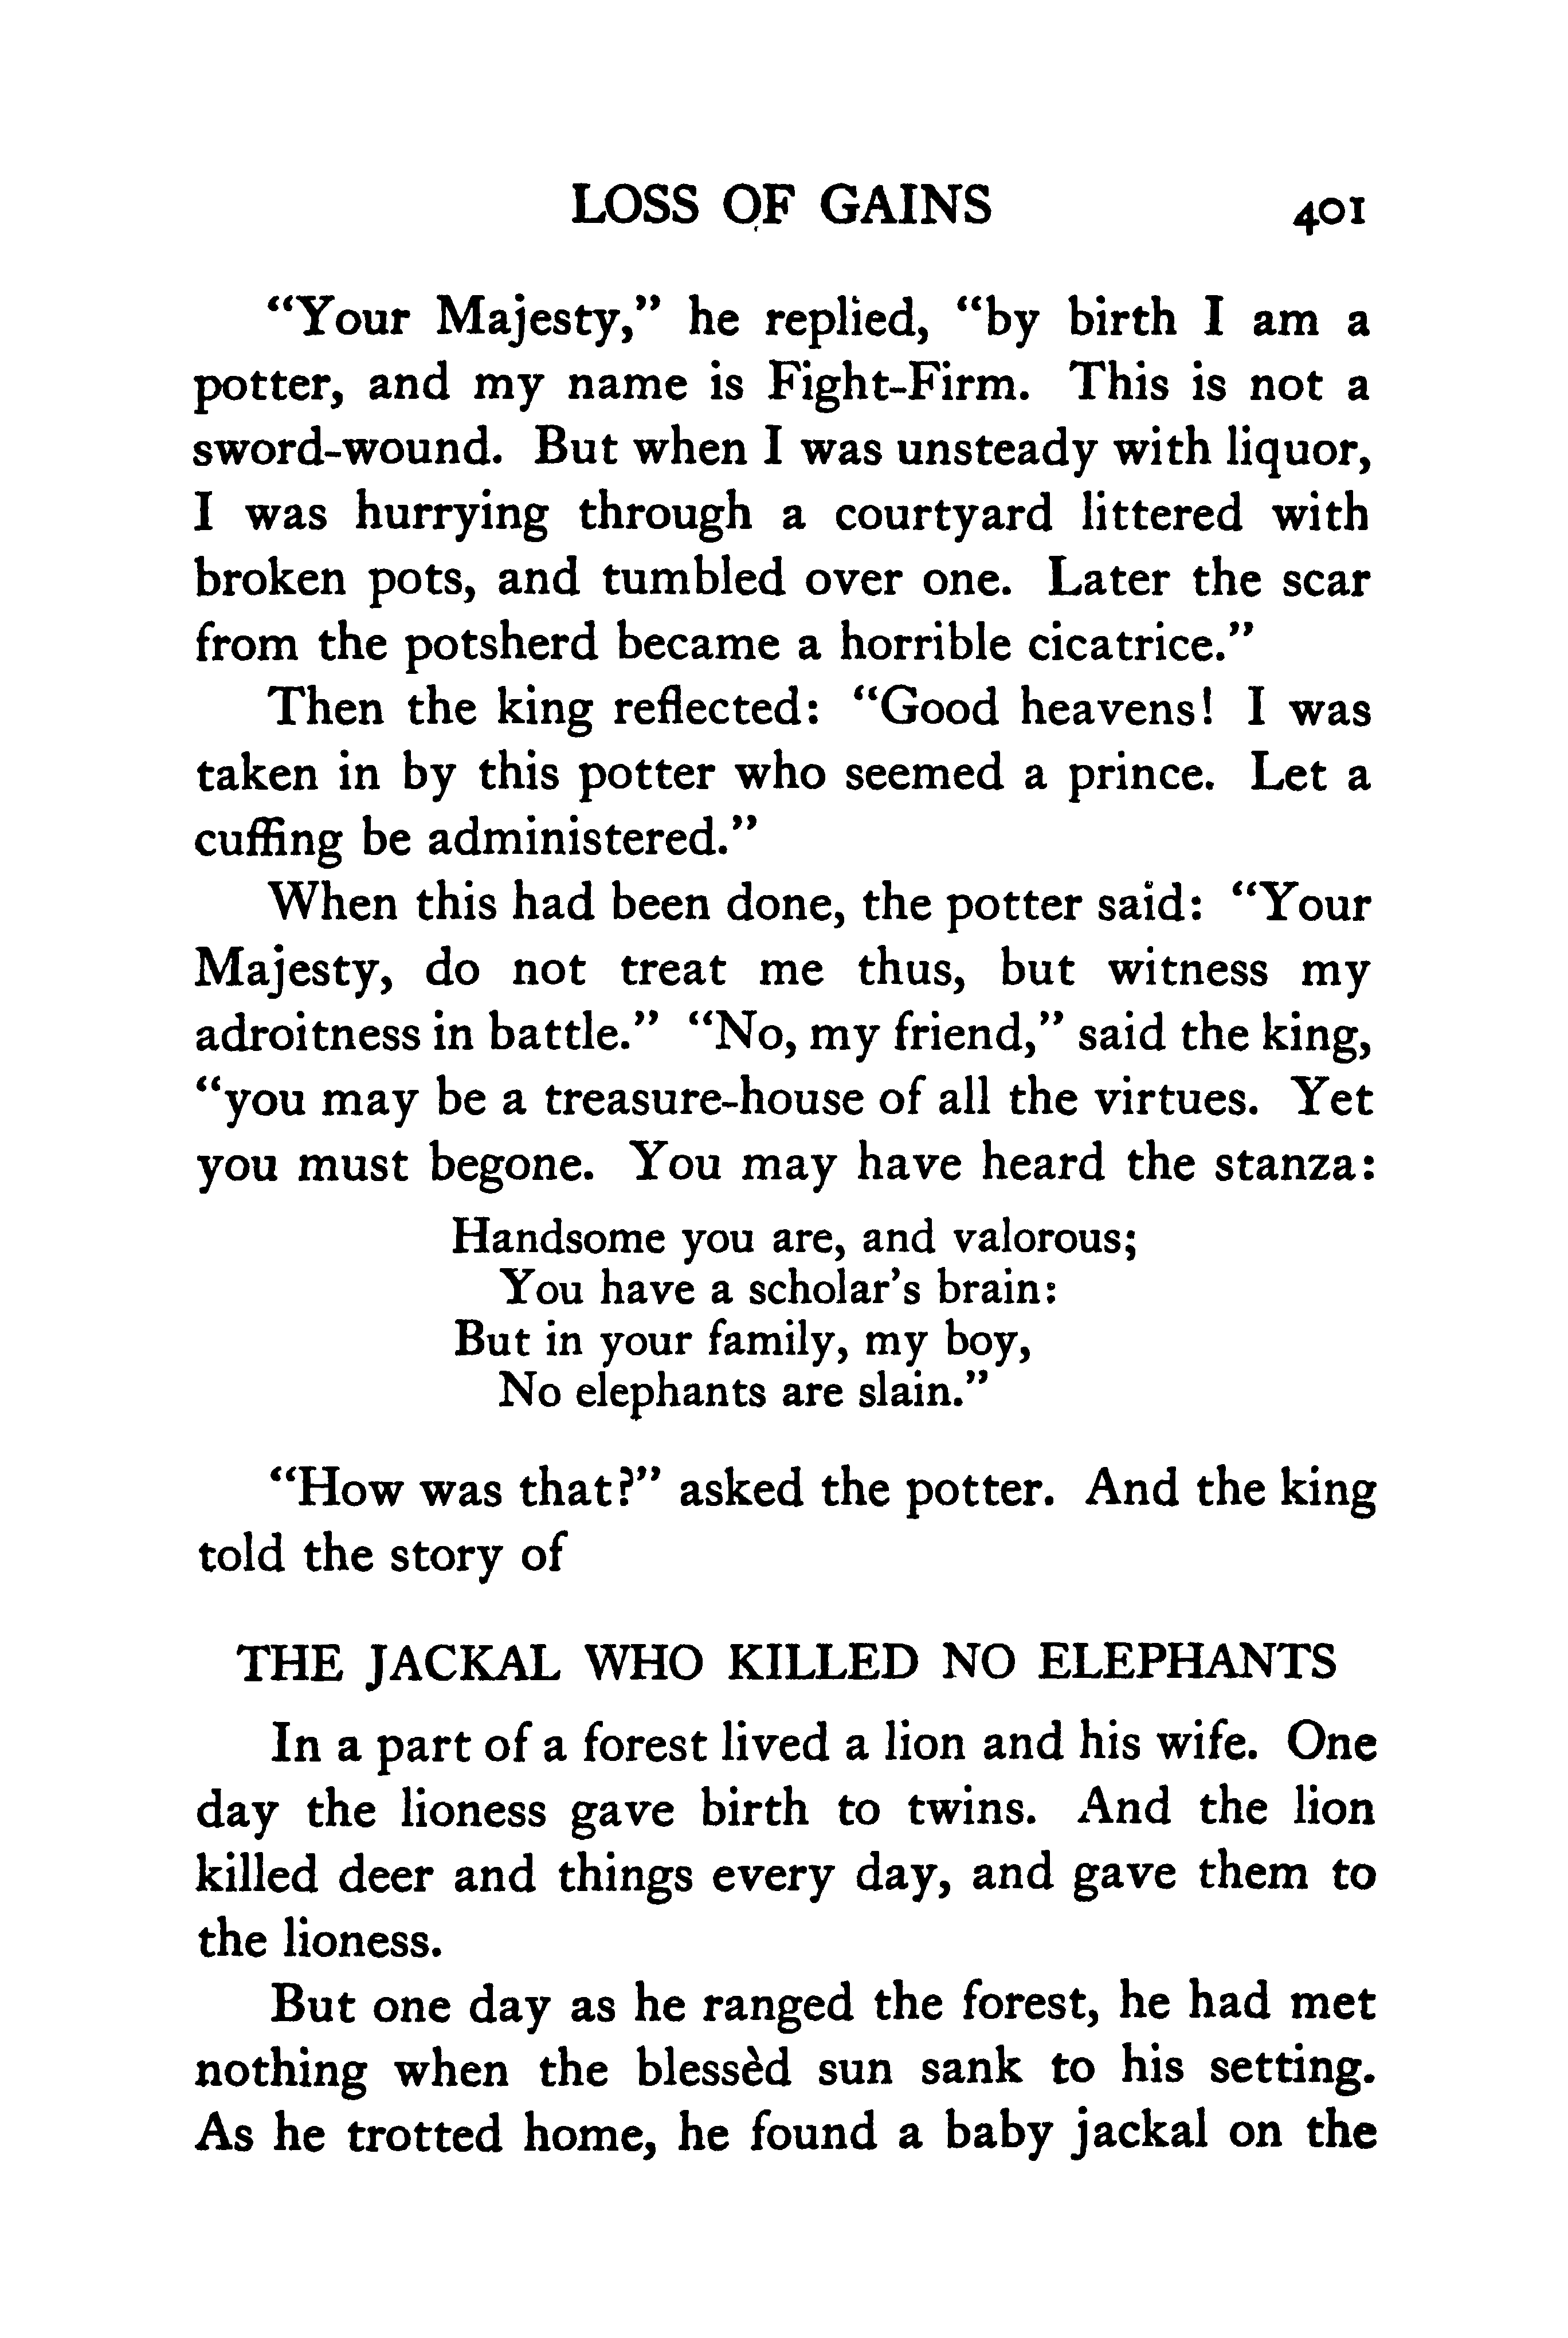 LOSS OF GAINS 401
“Your Majesty,” he replied, “by birth I am a
potter, and my name is Fight-Firm. This is not a
sword-wound. But when I was unsteady with liquor,
I was hurrying through a courtyard littered with
broken pots, and tumbled over one. Later the scar
from the potsherd became a horrible cicatrice.”
Then the king reflected: “Good heavens! I was
taken in by this potter who seemed a prince. Let a
cuffing be administered.”
When this had been done, the potter said: “Your
Majesty, do not treat me thus, but witness my
adroitness in battle.” “No, my friend,” said the king,
“you may be a treasure-house of all the virtues. Yet
you must begone. You may have heard the stanza:
Handsome you are, and valorous;
You have a scholar’s brain:
But in your family, my boy,
No elephants are slain.”
“How was that?” asked the potter. And the king
told the story of
THE JACKAL WHO KILLED NO ELEPHANTS
In a part of a forest lived a lion and his wife. One
day the lioness gave birth to twins. And the lion
killed deer and things every day, and gave them to
the lioness.
But one day as he ranged the forest, he had met
nothing when the blessèd sun sank to his setting.
As he trotted home, he found a baby jackal on the